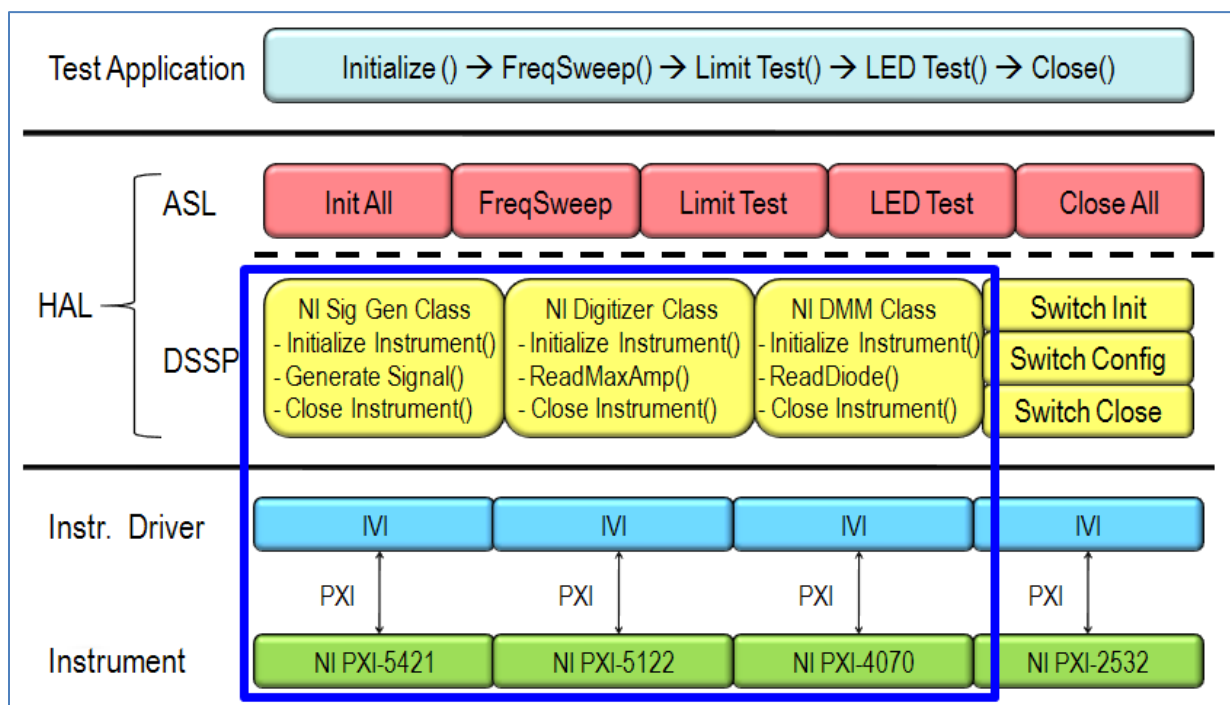 Test Application
Initialize () → FreqSweep() → Limit Test() → LED Test() → Close()
HAL
ASL
Init All
FreqSweep
Limit Test
LED Test
Close All
DSSP
NI Sig Gen Class
- Initialize Instrument()
- Generate Signal()
- Close Instrument()
NI Digitizer Class
- Initialize Instrument()
- ReadMaxAmp()
- Close Instrument()
NI DMM Class
- Initialize Instrument()
- ReadDiode()
- Close Instrument()
Switch Init
Switch Config
Switch Close
Instr. Driver
IVI
IVI
IVI
IVI
PXI
PXI
PXI
PXI
Instrument
NI PXI-5421
NI PXI-5122
NI PXI-4070
NI PXI-2532